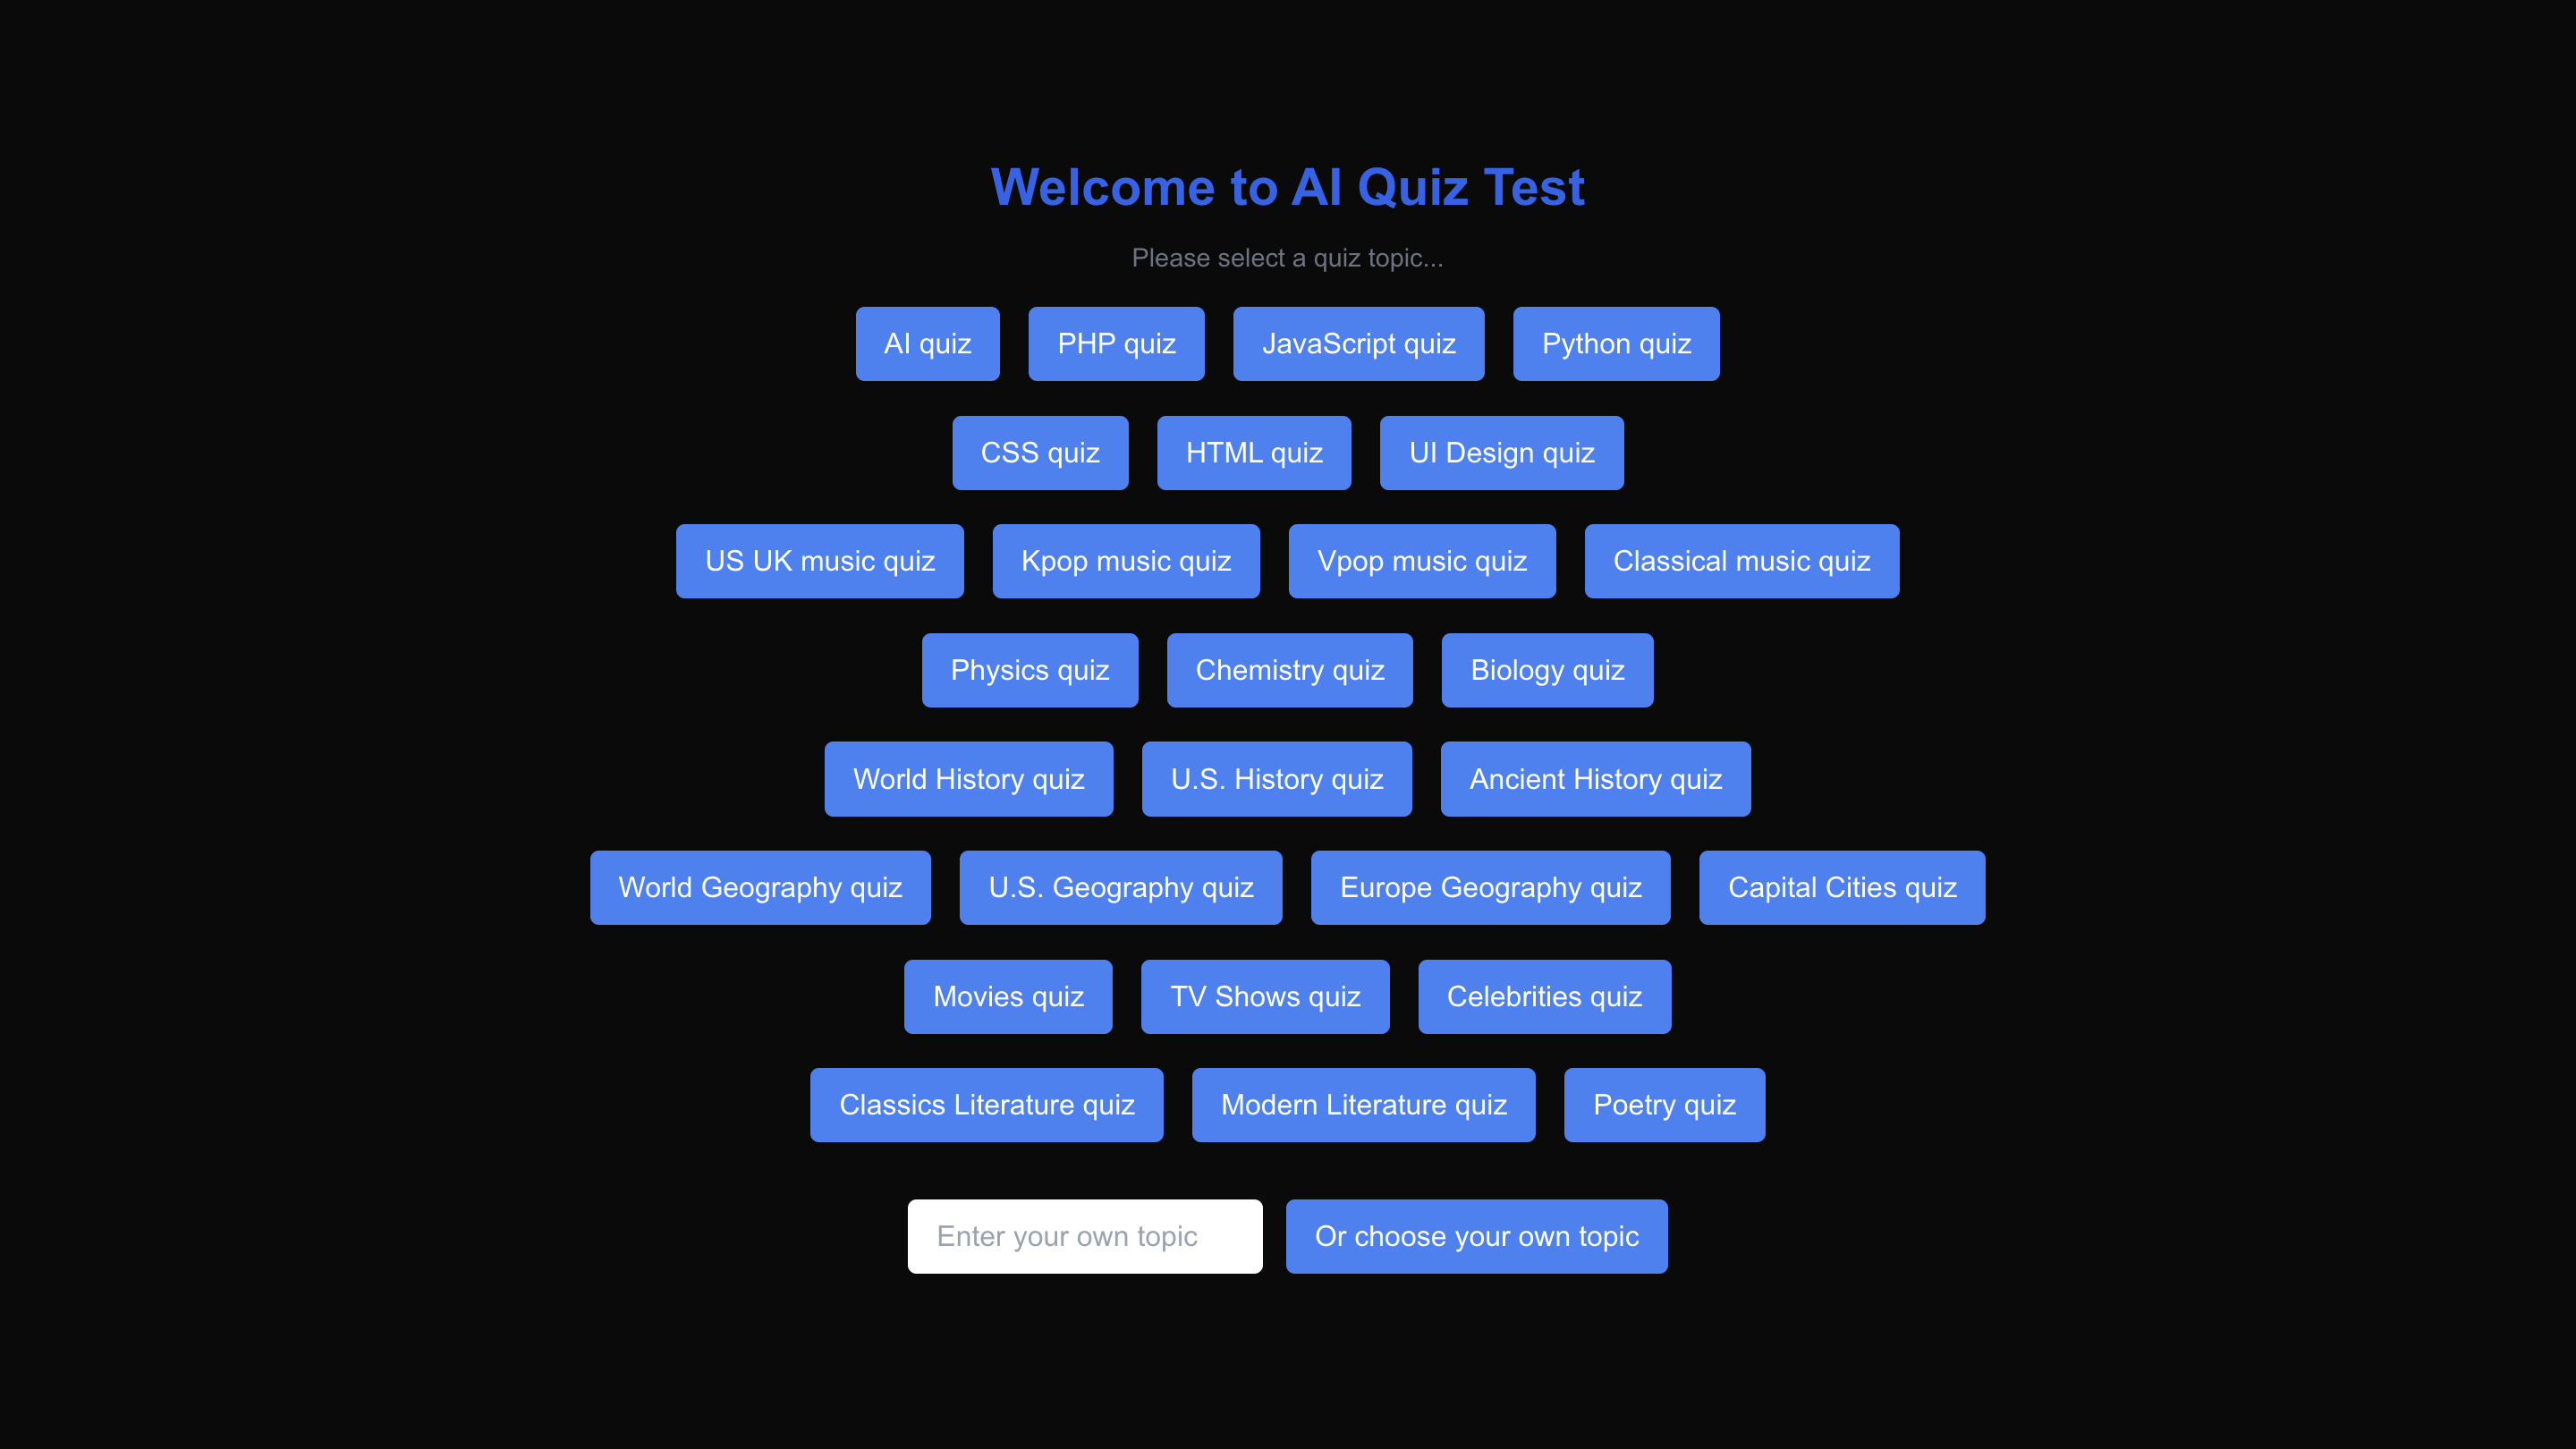 Welcome to AI Quiz Test
Please select a quiz topic...
AI quiz PHP quiz JavaScript quiz Python quiz
CSS quiz HTML quiz UI Design quiz
US UK music quiz Kpop music quiz Vpop music quiz Classical music quiz
Physics quiz Chemistry quiz Biology quiz
World History quiz U.S. History quiz Ancient History quiz
World Geography quiz U.S. Geography quiz Europe Geography quiz Capital Cities quiz
Movies quiz TV Shows quiz Celebrities quiz
Classics Literature quiz Modern Literature quiz Poetry quiz
Enter your own topic Or choose your own topic